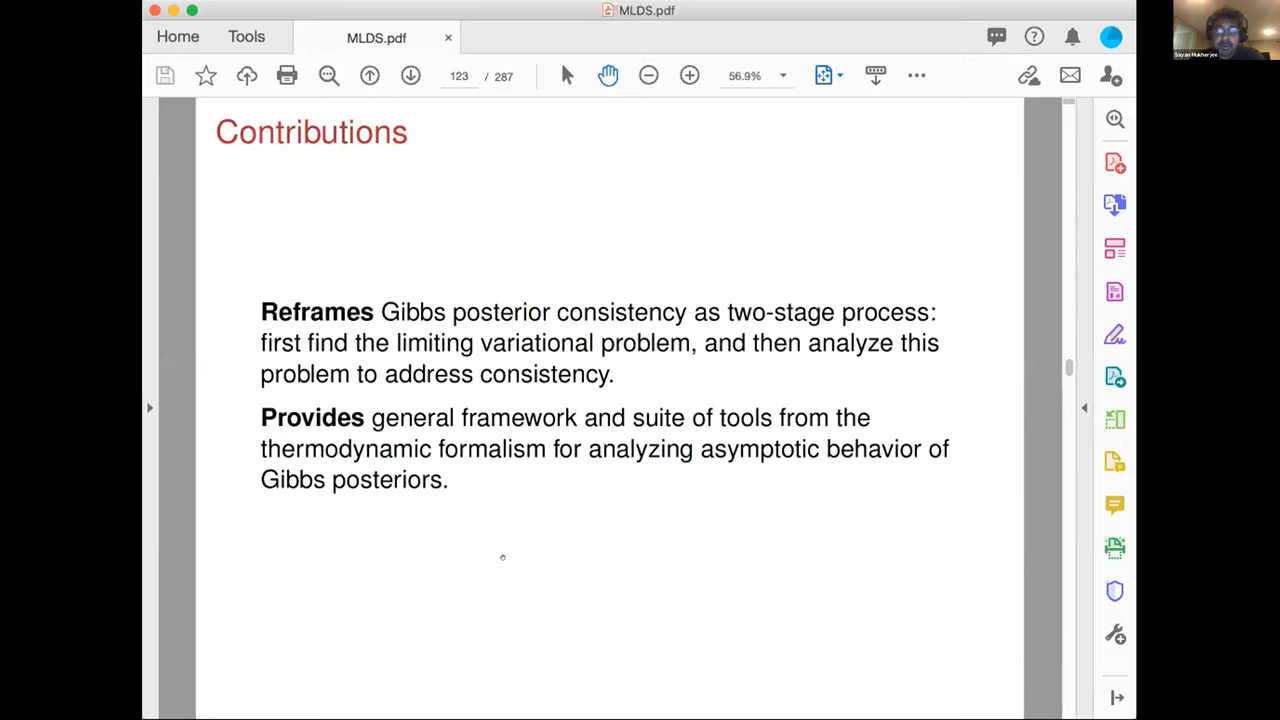 MLDS.pdf
Home
Tools
MLDS.pdf
×
123 / 287
56.9%
Sayan Mukherjee
Contributions
Reframes Gibbs posterior consistency as two-stage process:
first find the limiting variational problem, and then analyze this
problem to address consistency.
Provides general framework and suite of tools from the
thermodynamic formalism for analyzing asymptotic behavior of
Gibbs posteriors.